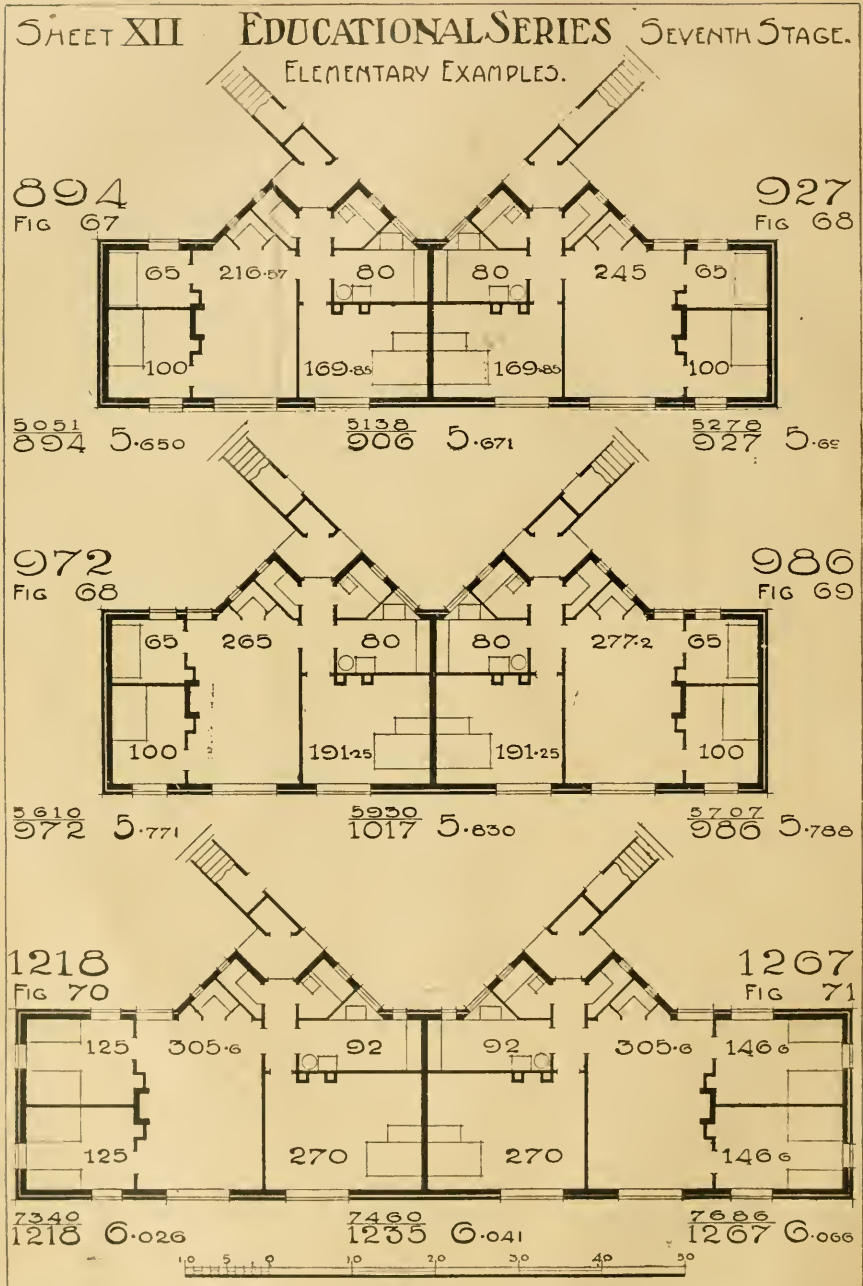 SHEET XII EDUCATIONAL SERIES SEVENTH STAGE.
ELEMENTARY EXAMPLES.
894 927
FIG 67 FIG 68
65 216.57 80 80 245 65
100 169.85 169.85 100
5051 5138 5278
894 5.650 906 5.671 927
972 986
FIG 68 FIG 69
65 265 80 80 277.2 65
100 191.25 191.25 100
5610 5930 5707
972 5.771 1017 5.830 986 5.788
1218 1267
FIG 70 FIG 71
125 305.6 92 92 305.6 146 6
125 270 270 146 6
7340 7460 7686
1218 6.026 1235 6.041 1267 6.066
10 5 0 10 20 30 40 50